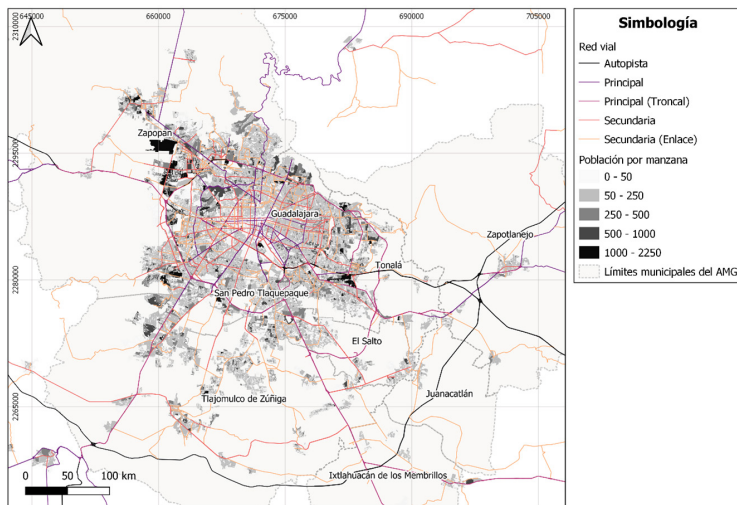 645000 660000 675000 690000 705000
2310000
2295000
2280000
2265000
Zapopan
Guadalajara
Zapotlanejo
Tonalá
San Pedro Tlaquepaque
El Salto
Juanacatlán
Tlajomulco de Zúñiga
Ixtlahuacán de los Membrillos
0 50 100 km
Simbología
Red vial
Autopista
Principal
Principal (Troncal)
Secundaria
Secundaria (Enlace)
Población por manzana
0 - 50
50 - 250
250 - 500
500 - 1000
1000 - 2250
Límites municipales del AMG